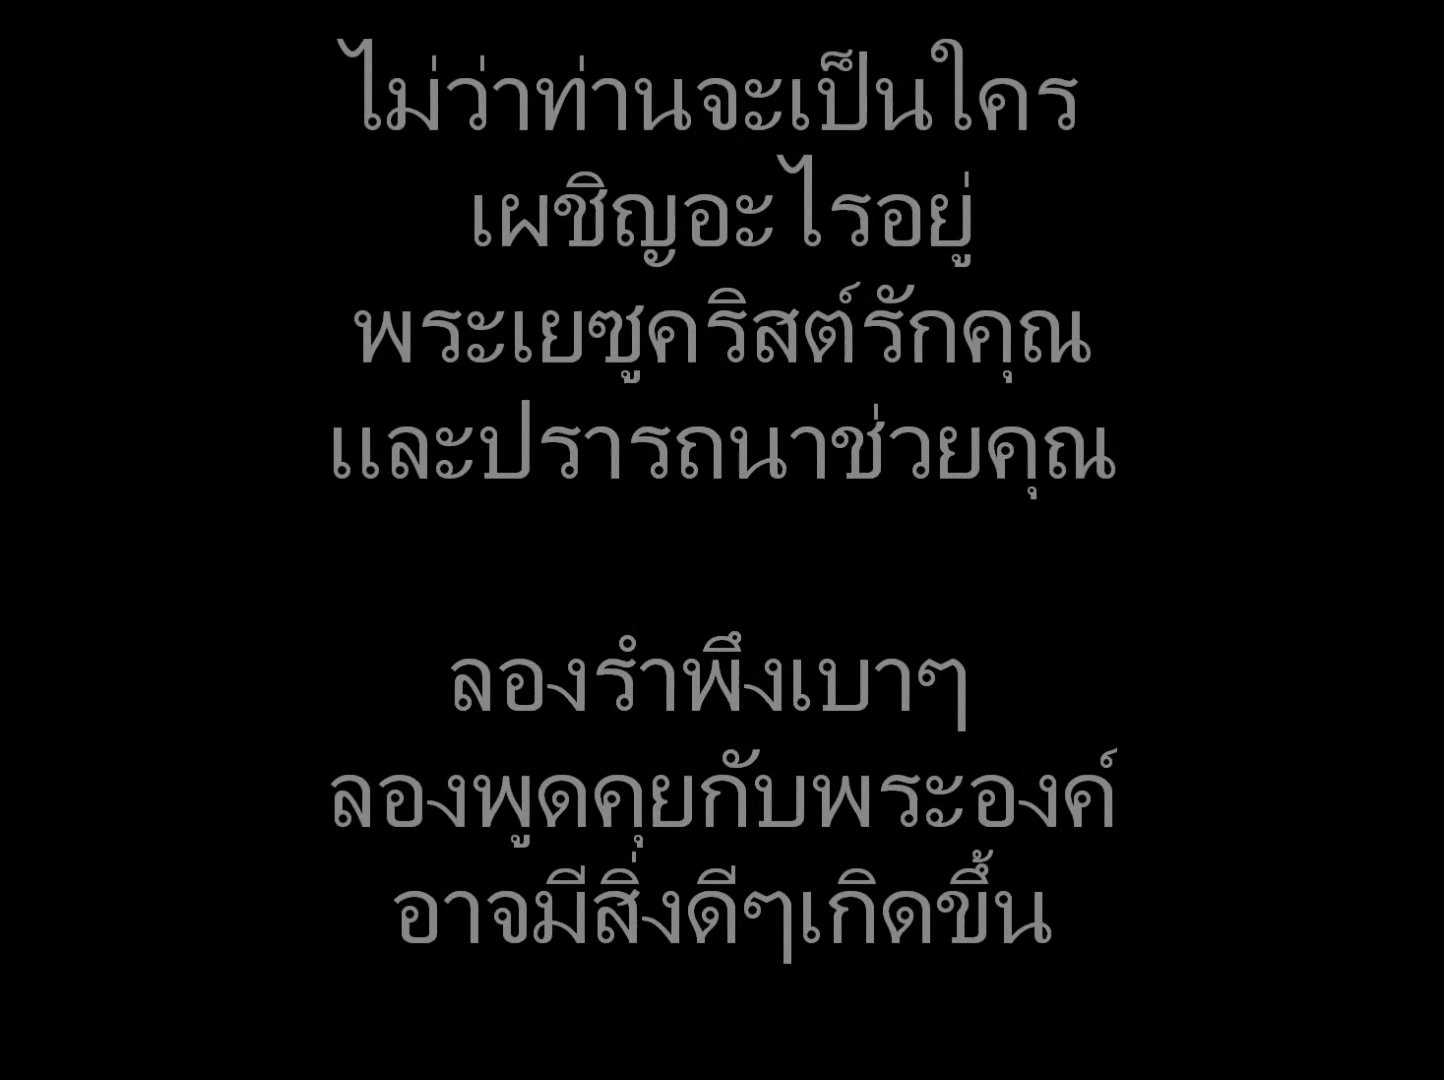 ไม่ว่าท่านจะเป็นใคร
เผชิญอะไรอยู่
พระเยซูคริสต์รักคุณ
และปรารถนาช่วยคุณ
ลองรำพึงเบาๆ
ลองพูดคุยกับพระองค์
อาจมีสิ่งดีๆเกิดขึ้น